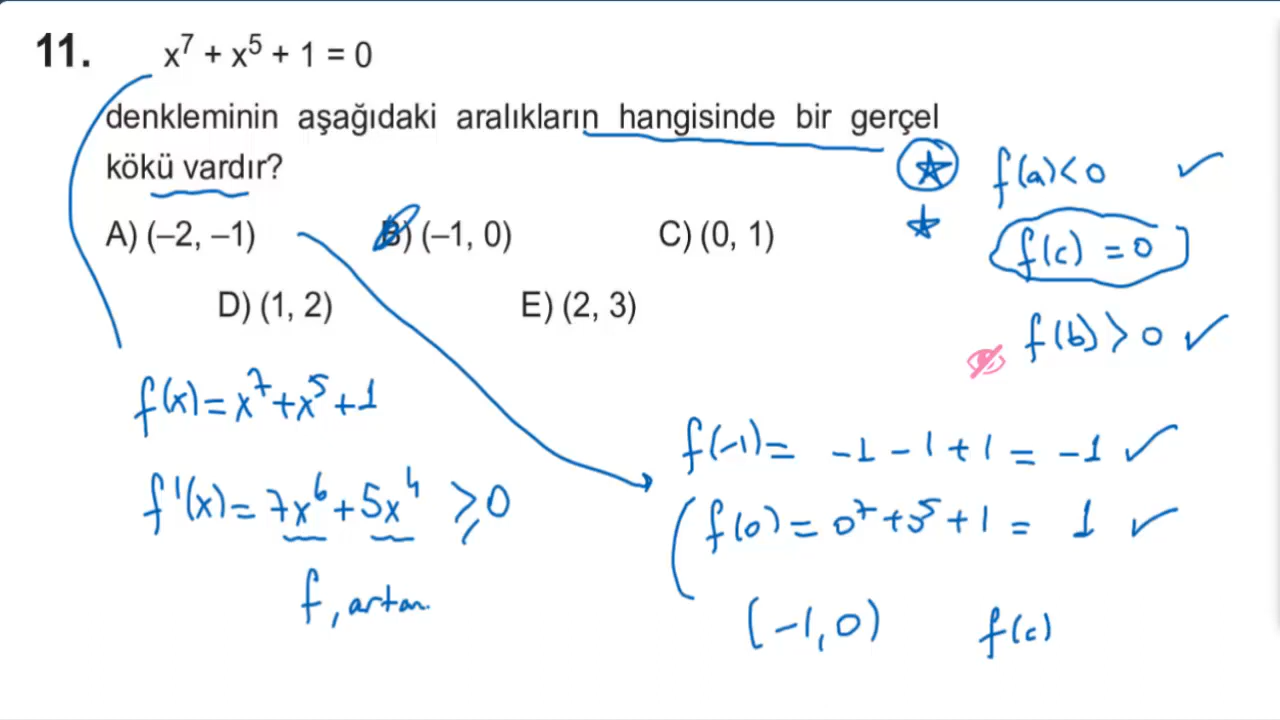 11. x⁷ + x⁵ + 1 = 0
denkleminin aşağıdaki aralıkların hangisinde bir gerçel
kökü vardır?
A) (–2, –1) B) (–1, 0) C) (0, 1)
D) (1, 2) E) (2, 3)
f(a)<0 ✓
f(c) = 0
f(b) > 0 ✓
f(x) = x⁷+x⁵+1
f'(x) = 7x⁶+5x⁴ ≥ 0
f, artan.
f(-1) = -1 -1 +1 = -1 ✓
f(0) = 0⁷+0⁵+1 = 1 ✓
(-1, 0) f(c)